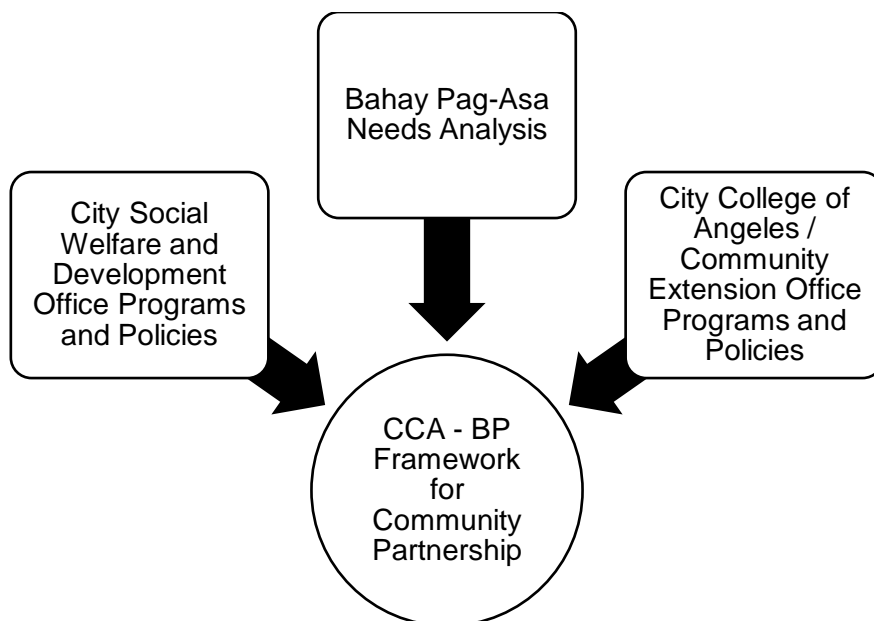 Bahay Pag-Asa
Needs Analysis
City Social
Welfare and
Development
Office Programs
and Policies
City College of
Angeles /
Community
Extension Office
Programs and
Policies
CCA - BP
Framework
for
Community
Partnership